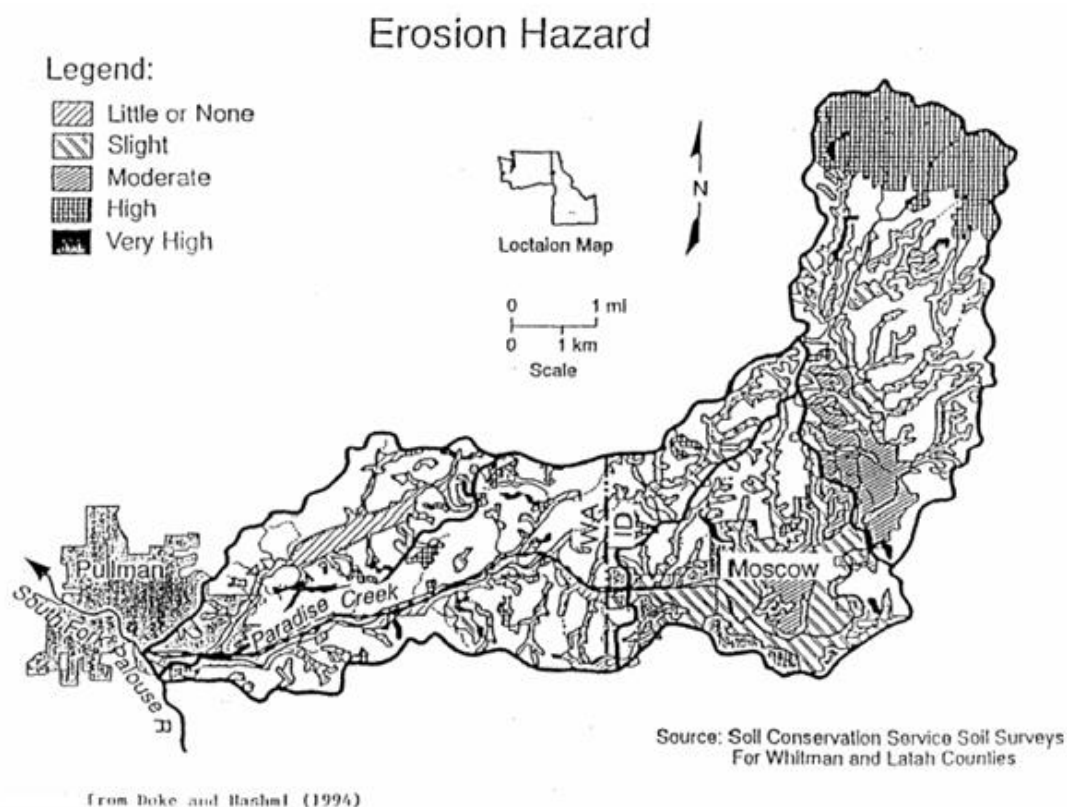 Erosion Hazard
Legend:
Little or None
Slight
Moderate
High
Very High
N
Loctaion Map
0 1 mi
0 1 km
Scale
WA
ID
Moscow
Pullman
Paradise Creek
South Fork Palouse R
Source: Soil Conservation Service Soil Surveys
For Whitman and Latah Counties
from Doke and Hashmi (1994)